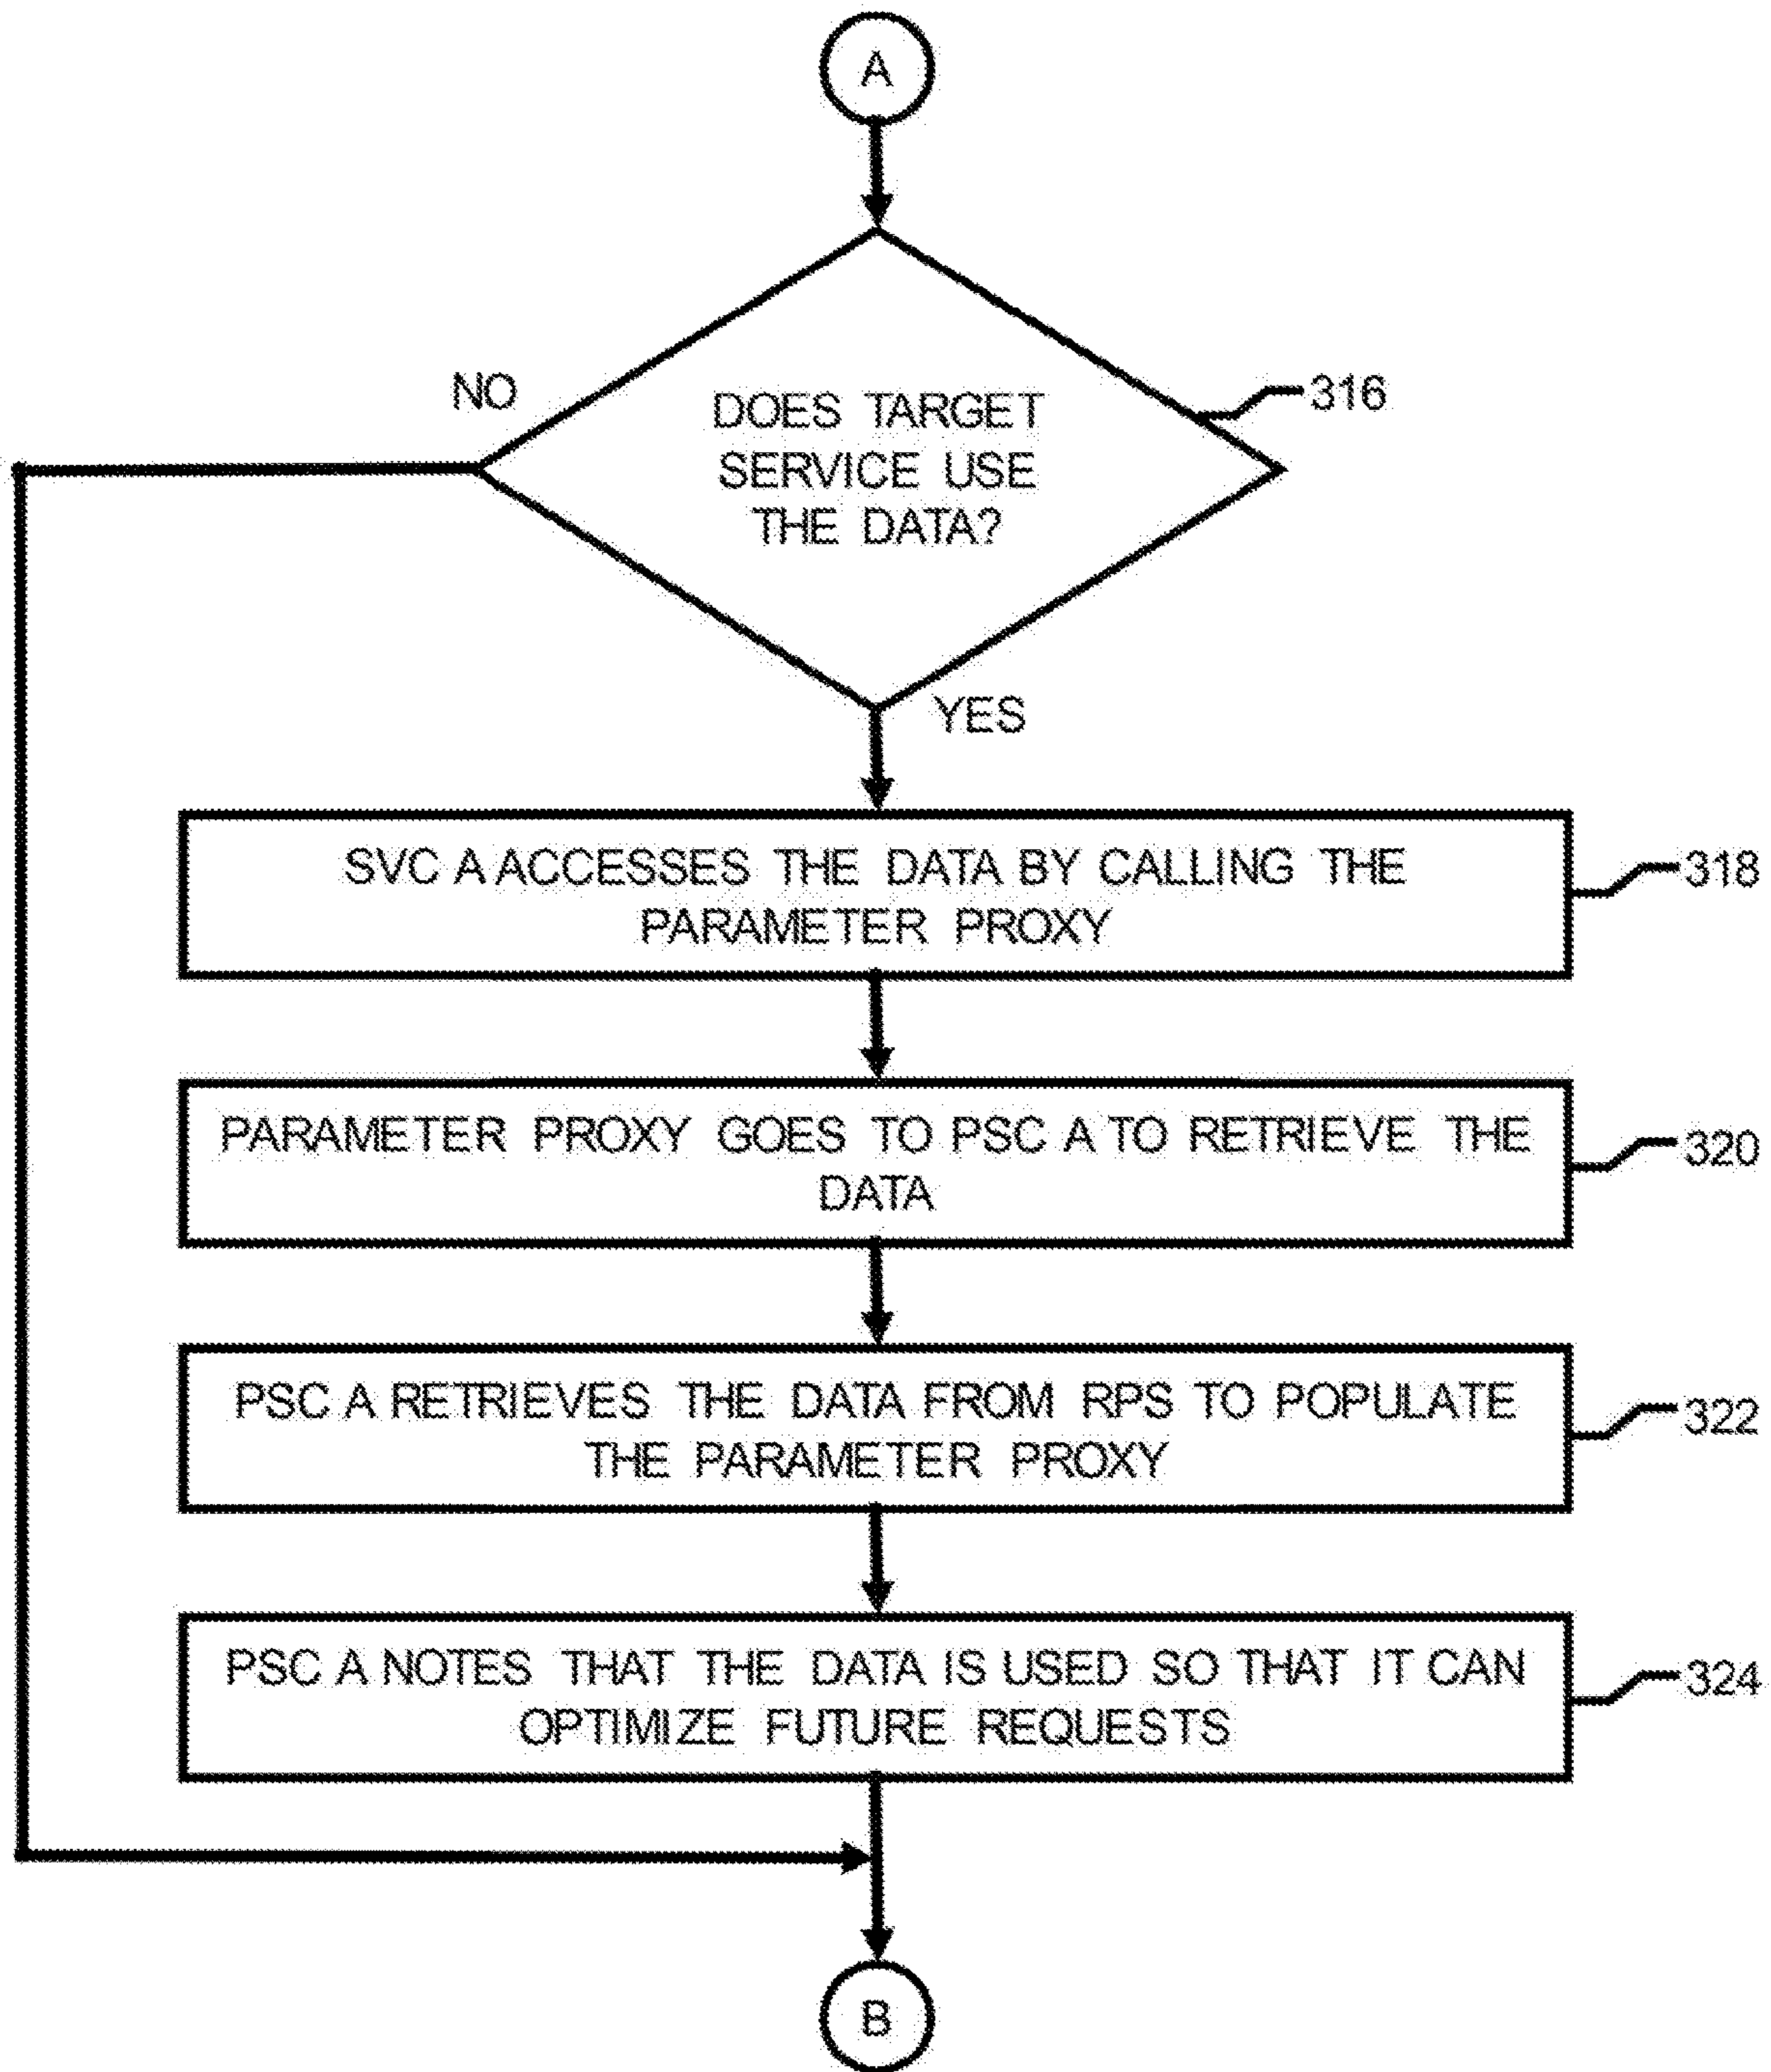 A
NO
316
DOES TARGET
SERVICE USE
THE DATA?
YES
SVC A ACCESSES THE DATA BY CALLING THE
PARAMETER PROXY
318
PARAMETER PROXY GOES TO PSC A TO RETRIEVE THE
DATA
320
PSC A RETRIEVES THE DATA FROM RPS TO POPULATE
THE PARAMETER PROXY
322
PSC A NOTES THAT THE DATA IS USED SO THAT IT CAN
OPTIMIZE FUTURE REQUESTS
324
B